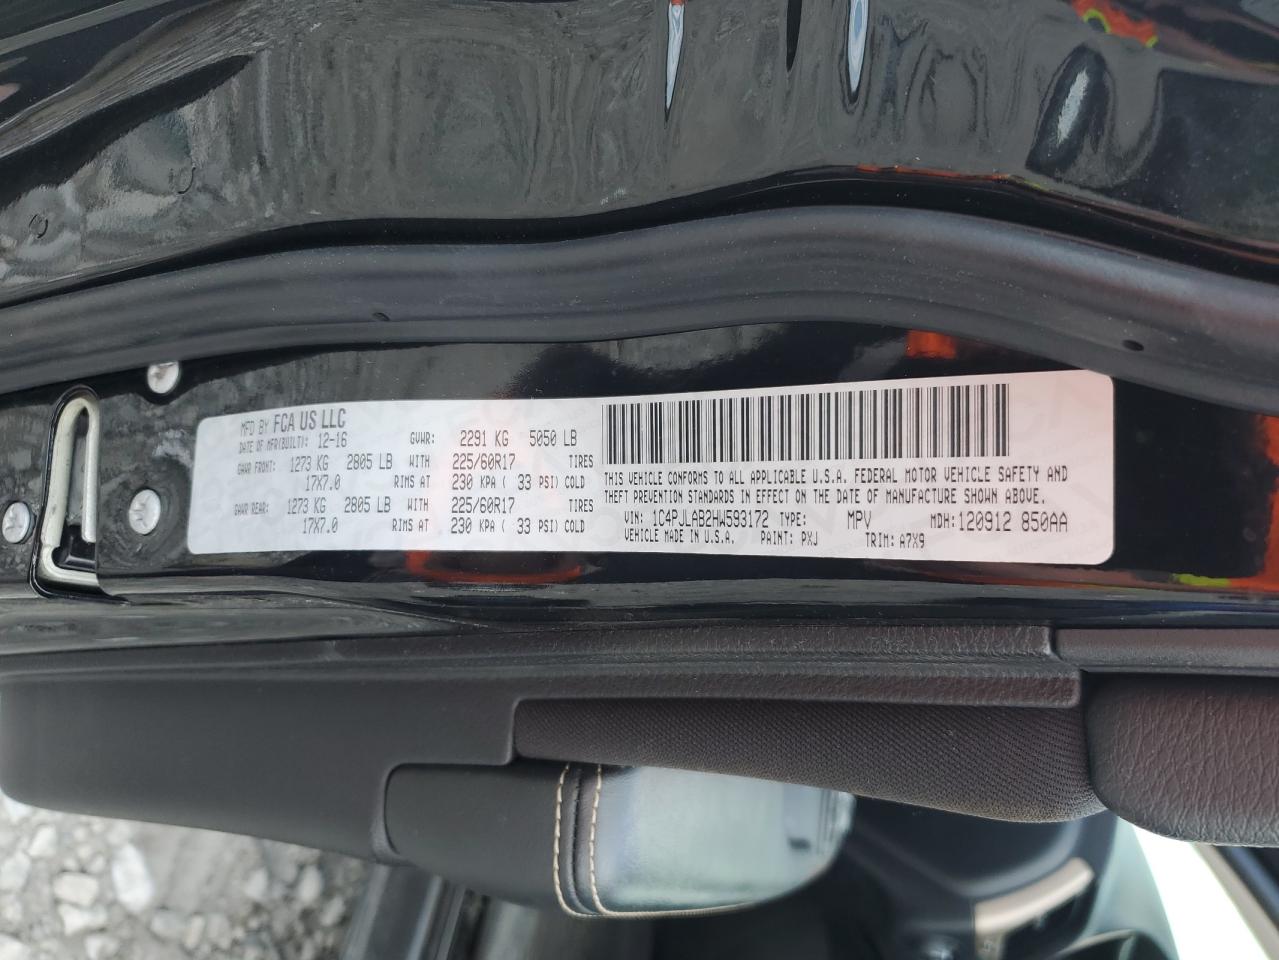 MFD BY FCA US LLC
DATE OF MFR(BUILT): 12-16 GVWR: 2291 KG 5050 LB
GAWR FRONT: 1273 KG 2805 LB WITH 225/60R17 TIRES
17X7.0 RIMS AT 230 KPA ( 33 PSI) COLD
GAWR REAR: 1273 KG 2805 LB WITH 225/60R17 TIRES
17X7.0 RIMS AT 230 KPA ( 33 PSI) COLD
THIS VEHICLE CONFORMS TO ALL APPLICABLE U.S.A. FEDERAL MOTOR VEHICLE SAFETY AND
THEFT PREVENTION STANDARDS IN EFFECT ON THE DATE OF MANUFACTURE SHOWN ABOVE.
VIN: 1C4PJLAB2HW593172 TYPE: MPV MDH:120912 850AA
VEHICLE MADE IN U.S.A. PAINT: PXJ TRIM: A7X9